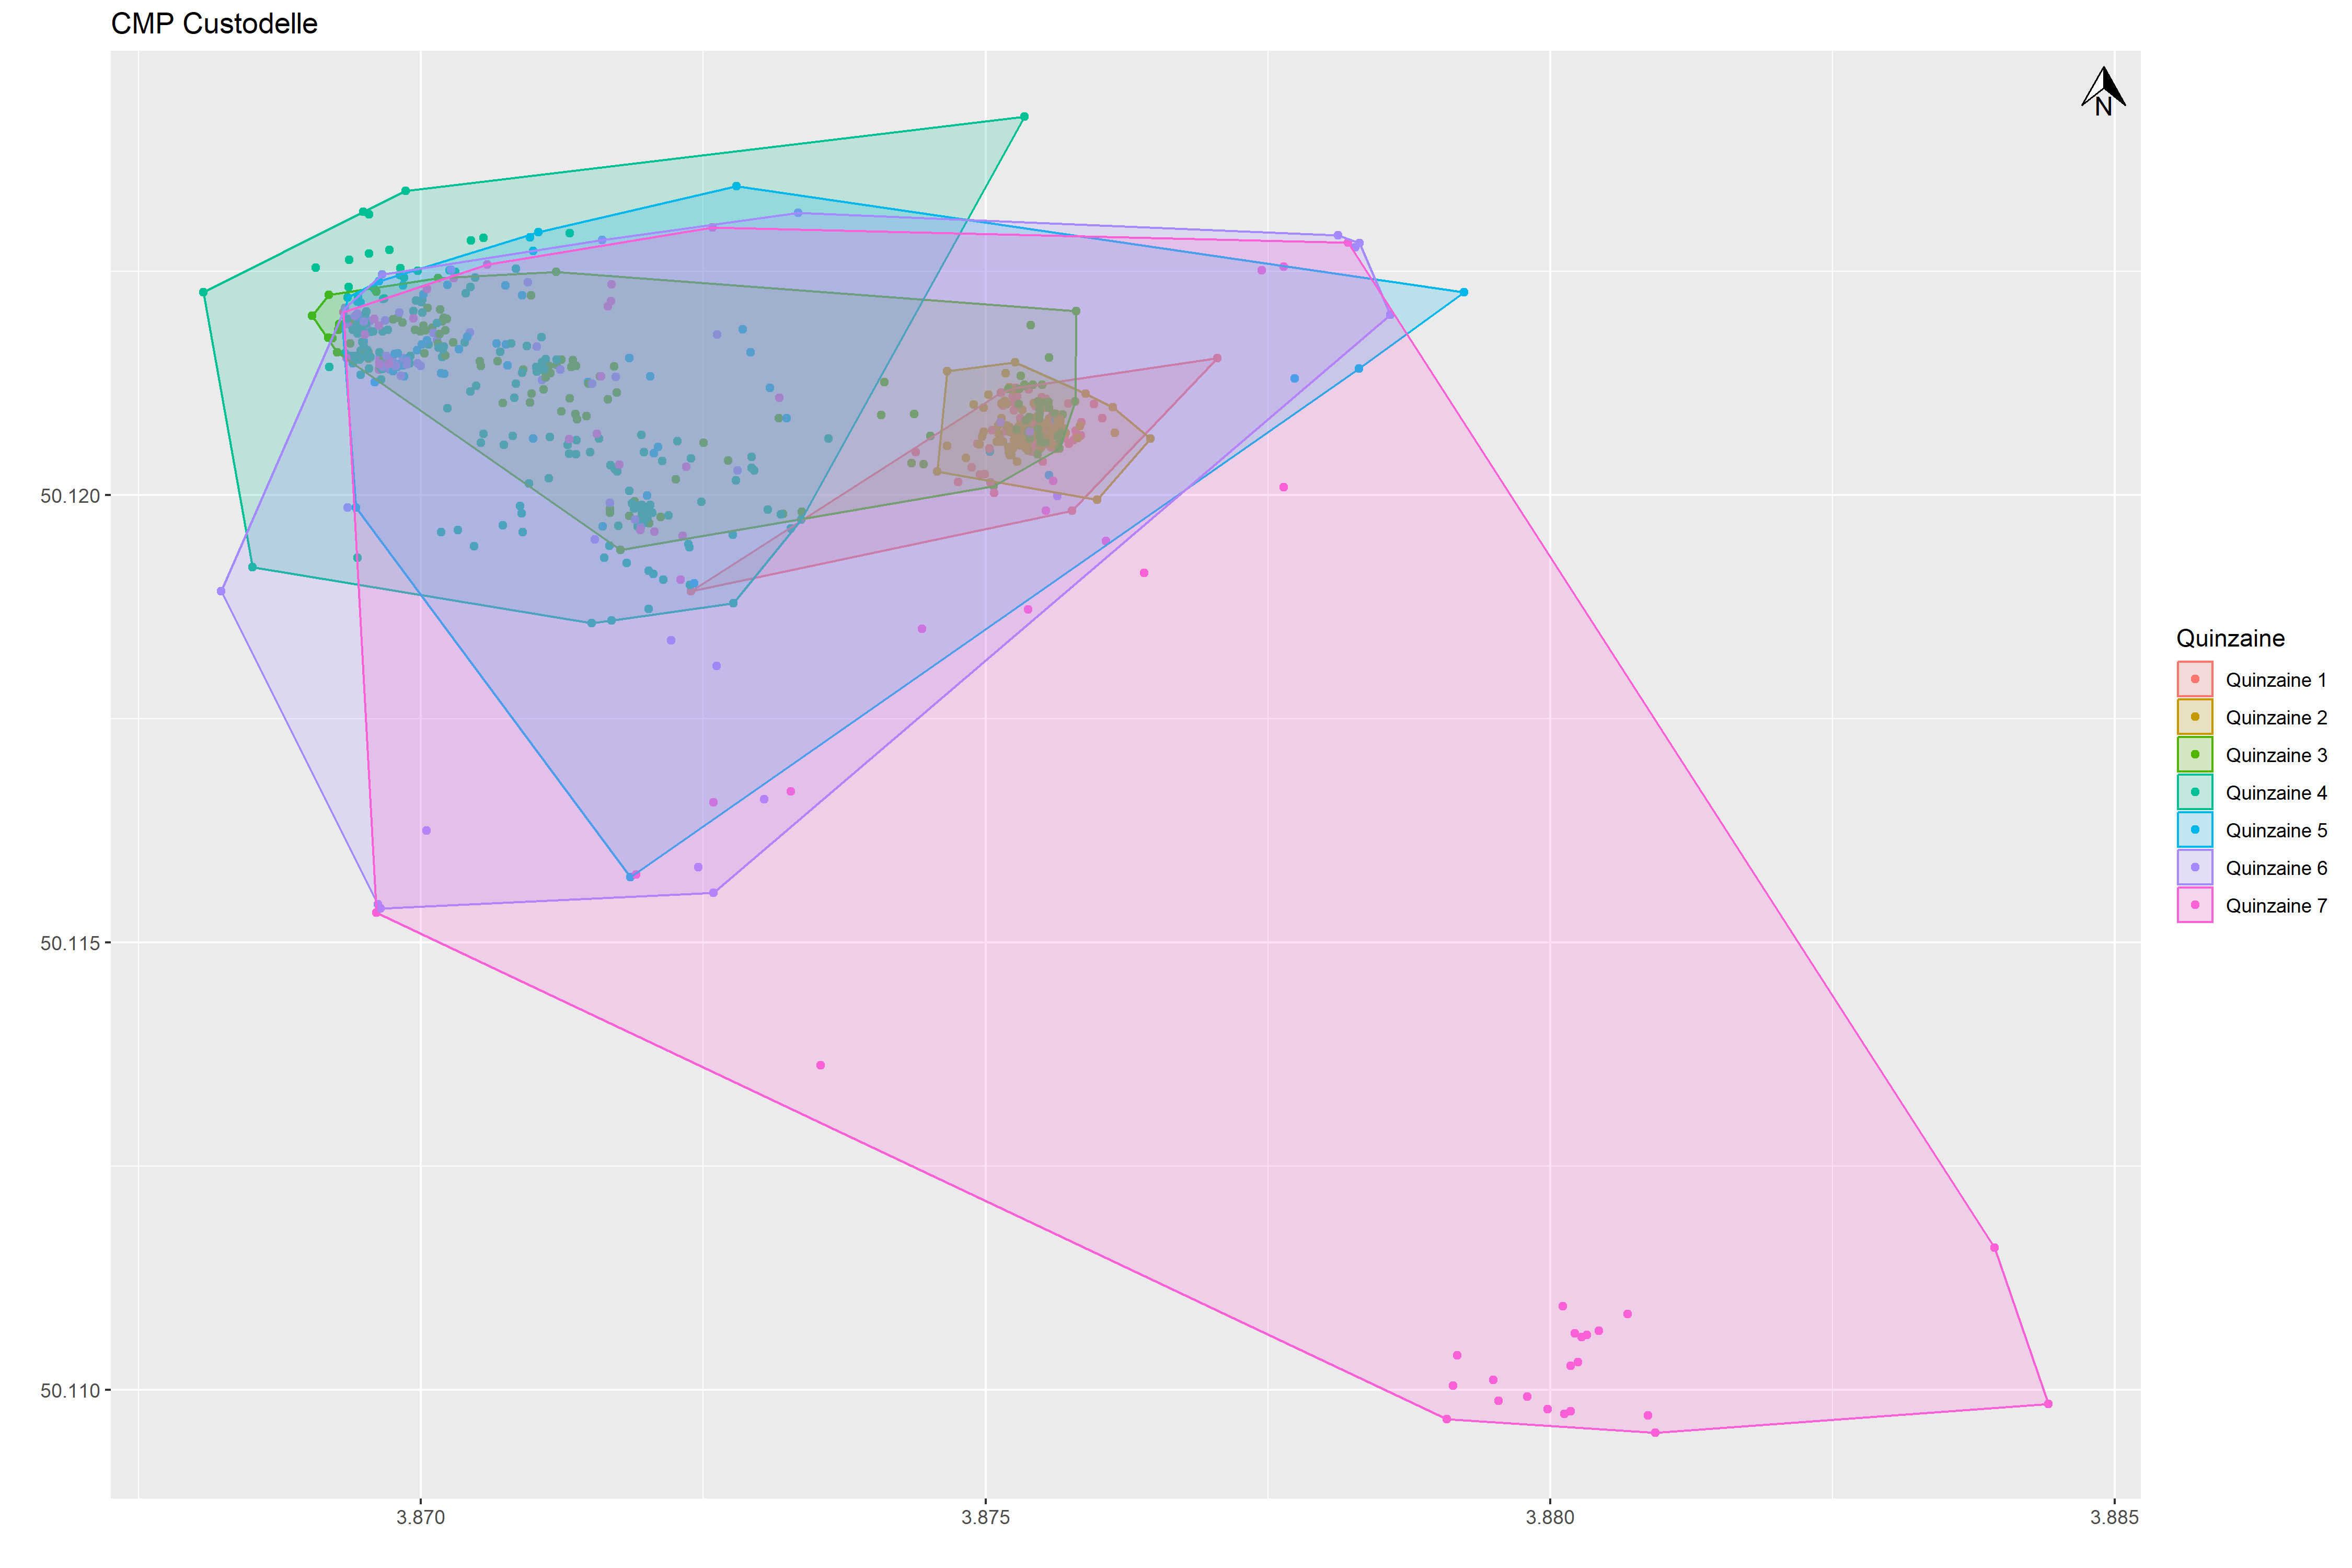 CMP Custodelle
N
50.120
50.115
50.110
3.870
3.875
3.880
3.885
Quinzaine
Quinzaine 1
Quinzaine 2
Quinzaine 3
Quinzaine 4
Quinzaine 5
Quinzaine 6
Quinzaine 7